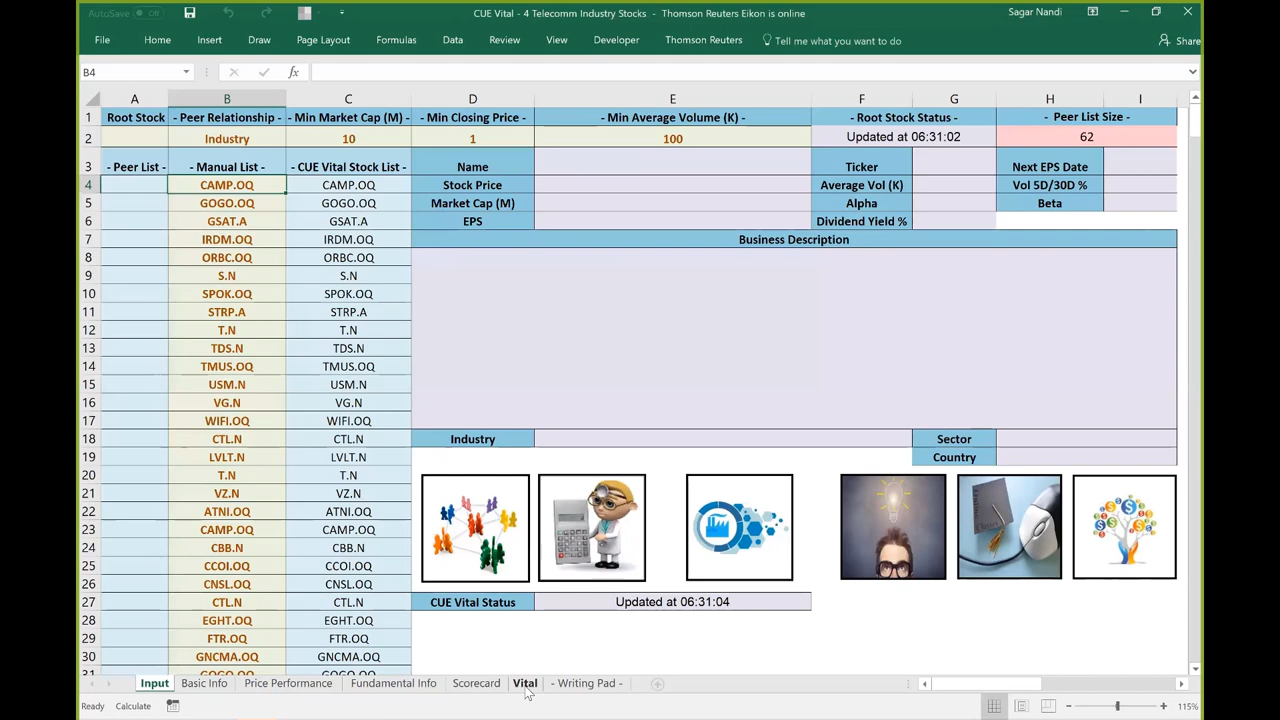 AutoSave Off
CUE Vital - 4 Telecomm Industry Stocks - Thomson Reuters Eikon is online
Sagar Nandi
File Home Insert Draw Page Layout Formulas Data Review View Developer Thomson Reuters Tell me what you want to do Share
B4 fx
A B C D E F G H I
1 Root Stock - Peer Relationship - - Min Market Cap (M) - - Min Closing Price - - Min Average Volume (K) - - Root Stock Status - - Peer List Size -
2 Industry 10 1 100 Updated at 06:31:02 62
3 - Peer List - - Manual List - - CUE Vital Stock List - Name Ticker Next EPS Date
4 CAMP.OQ CAMP.OQ Stock Price Average Vol (K) Vol 5D/30D %
5 GOGO.OQ GOGO.OQ Market Cap (M) Alpha Beta
6 GSAT.A GSAT.A EPS Dividend Yield %
7 IRDM.OQ IRDM.OQ Business Description
8 ORBC.OQ ORBC.OQ
9 S.N S.N
10 SPOK.OQ SPOK.OQ
11 STRP.A STRP.A
12 T.N T.N
13 TDS.N TDS.N
14 TMUS.OQ TMUS.OQ
15 USM.N USM.N
16 VG.N VG.N
17 WIFI.OQ WIFI.OQ
18 CTL.N CTL.N Industry Sector
19 LVLT.N LVLT.N Country
20 T.N T.N
21 VZ.N VZ.N
22 ATNI.OQ ATNI.OQ
23 CAMP.OQ CAMP.OQ
24 CBB.N CBB.N
25 CCOI.OQ CCOI.OQ
26 CNSL.OQ CNSL.OQ
27 CTL.N CTL.N CUE Vital Status Updated at 06:31:04
28 EGHT.OQ EGHT.OQ
29 FTR.OQ FTR.OQ
30 GNCMA.OQ GNCMA.OQ
31 GOGO.OQ GOGO.OQ
Input Basic Info Price Performance Fundamental Info Scorecard Vital - Writing Pad -
Ready Calculate 115%